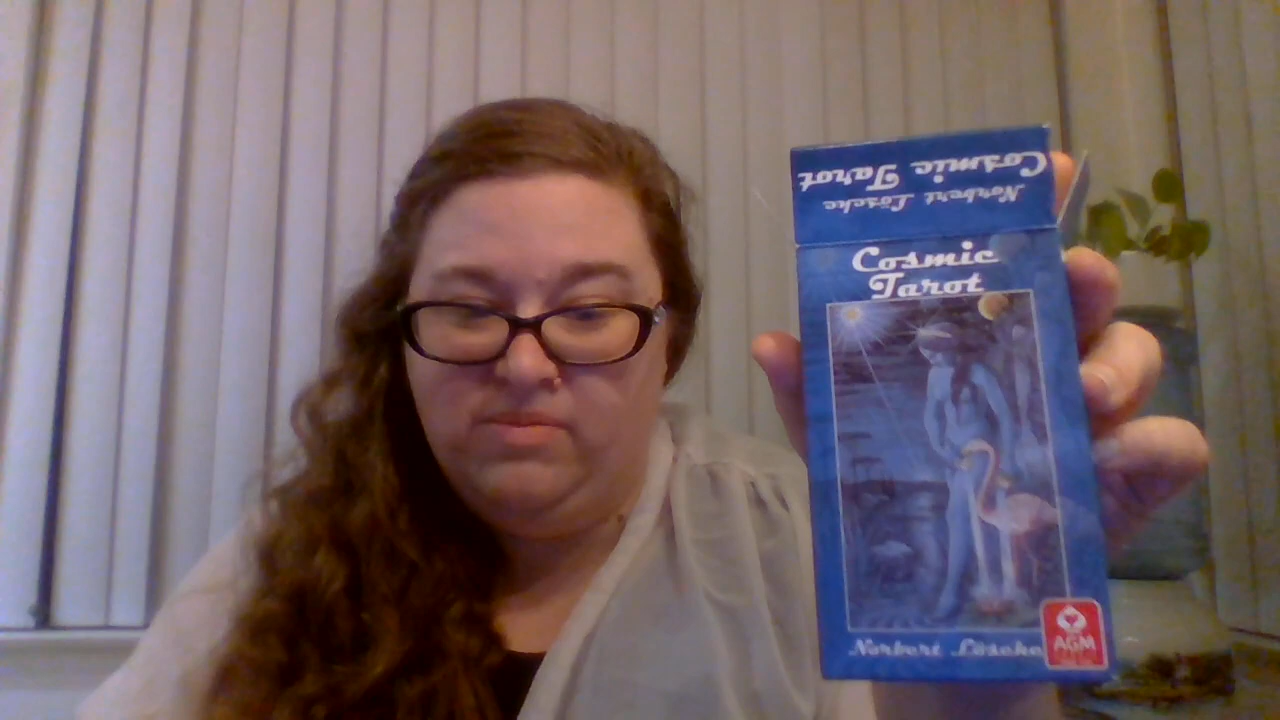 Cosmic Tarot
Norbert Lösche
Cosmic
Tarot
Norbert Lösche
AGM